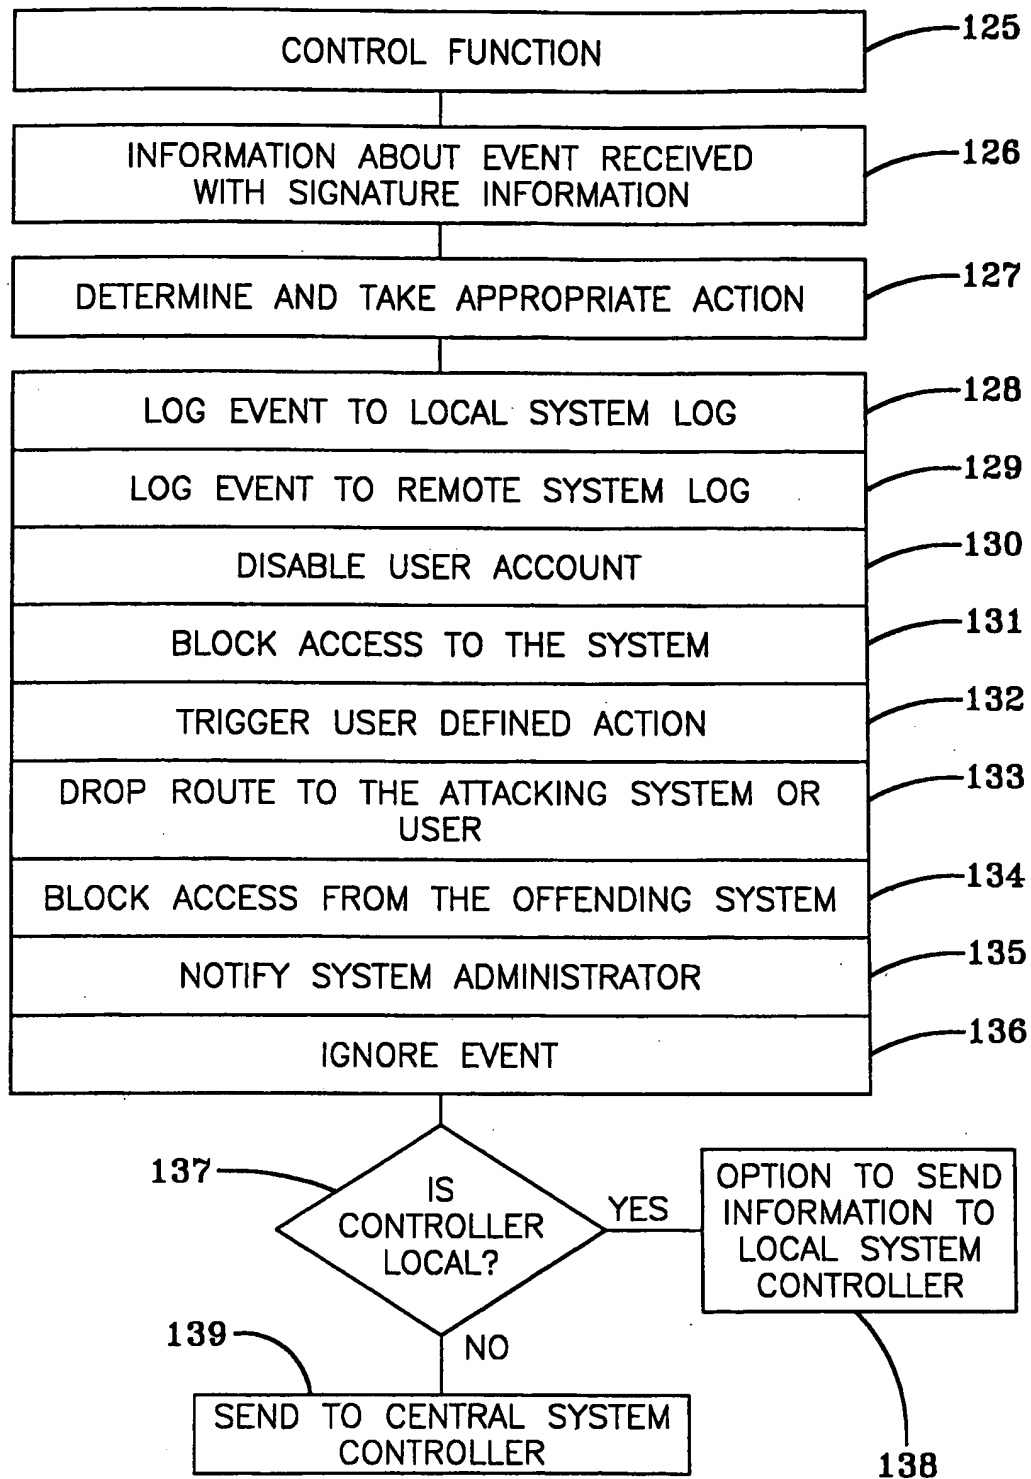 CONTROL FUNCTION
125
INFORMATION ABOUT EVENT RECEIVED
WITH SIGNATURE INFORMATION
126
DETERMINE AND TAKE APPROPRIATE ACTION
127
LOG EVENT TO LOCAL SYSTEM LOG
128
LOG EVENT TO REMOTE SYSTEM LOG
129
DISABLE USER ACCOUNT
130
BLOCK ACCESS TO THE SYSTEM
131
TRIGGER USER DEFINED ACTION
132
DROP ROUTE TO THE ATTACKING SYSTEM OR
USER
133
BLOCK ACCESS FROM THE OFFENDING SYSTEM
134
NOTIFY SYSTEM ADMINISTRATOR
135
IGNORE EVENT
136
137
IS
CONTROLLER
LOCAL?
YES
OPTION TO SEND
INFORMATION TO
LOCAL SYSTEM
CONTROLLER
138
NO
139
SEND TO CENTRAL SYSTEM
CONTROLLER